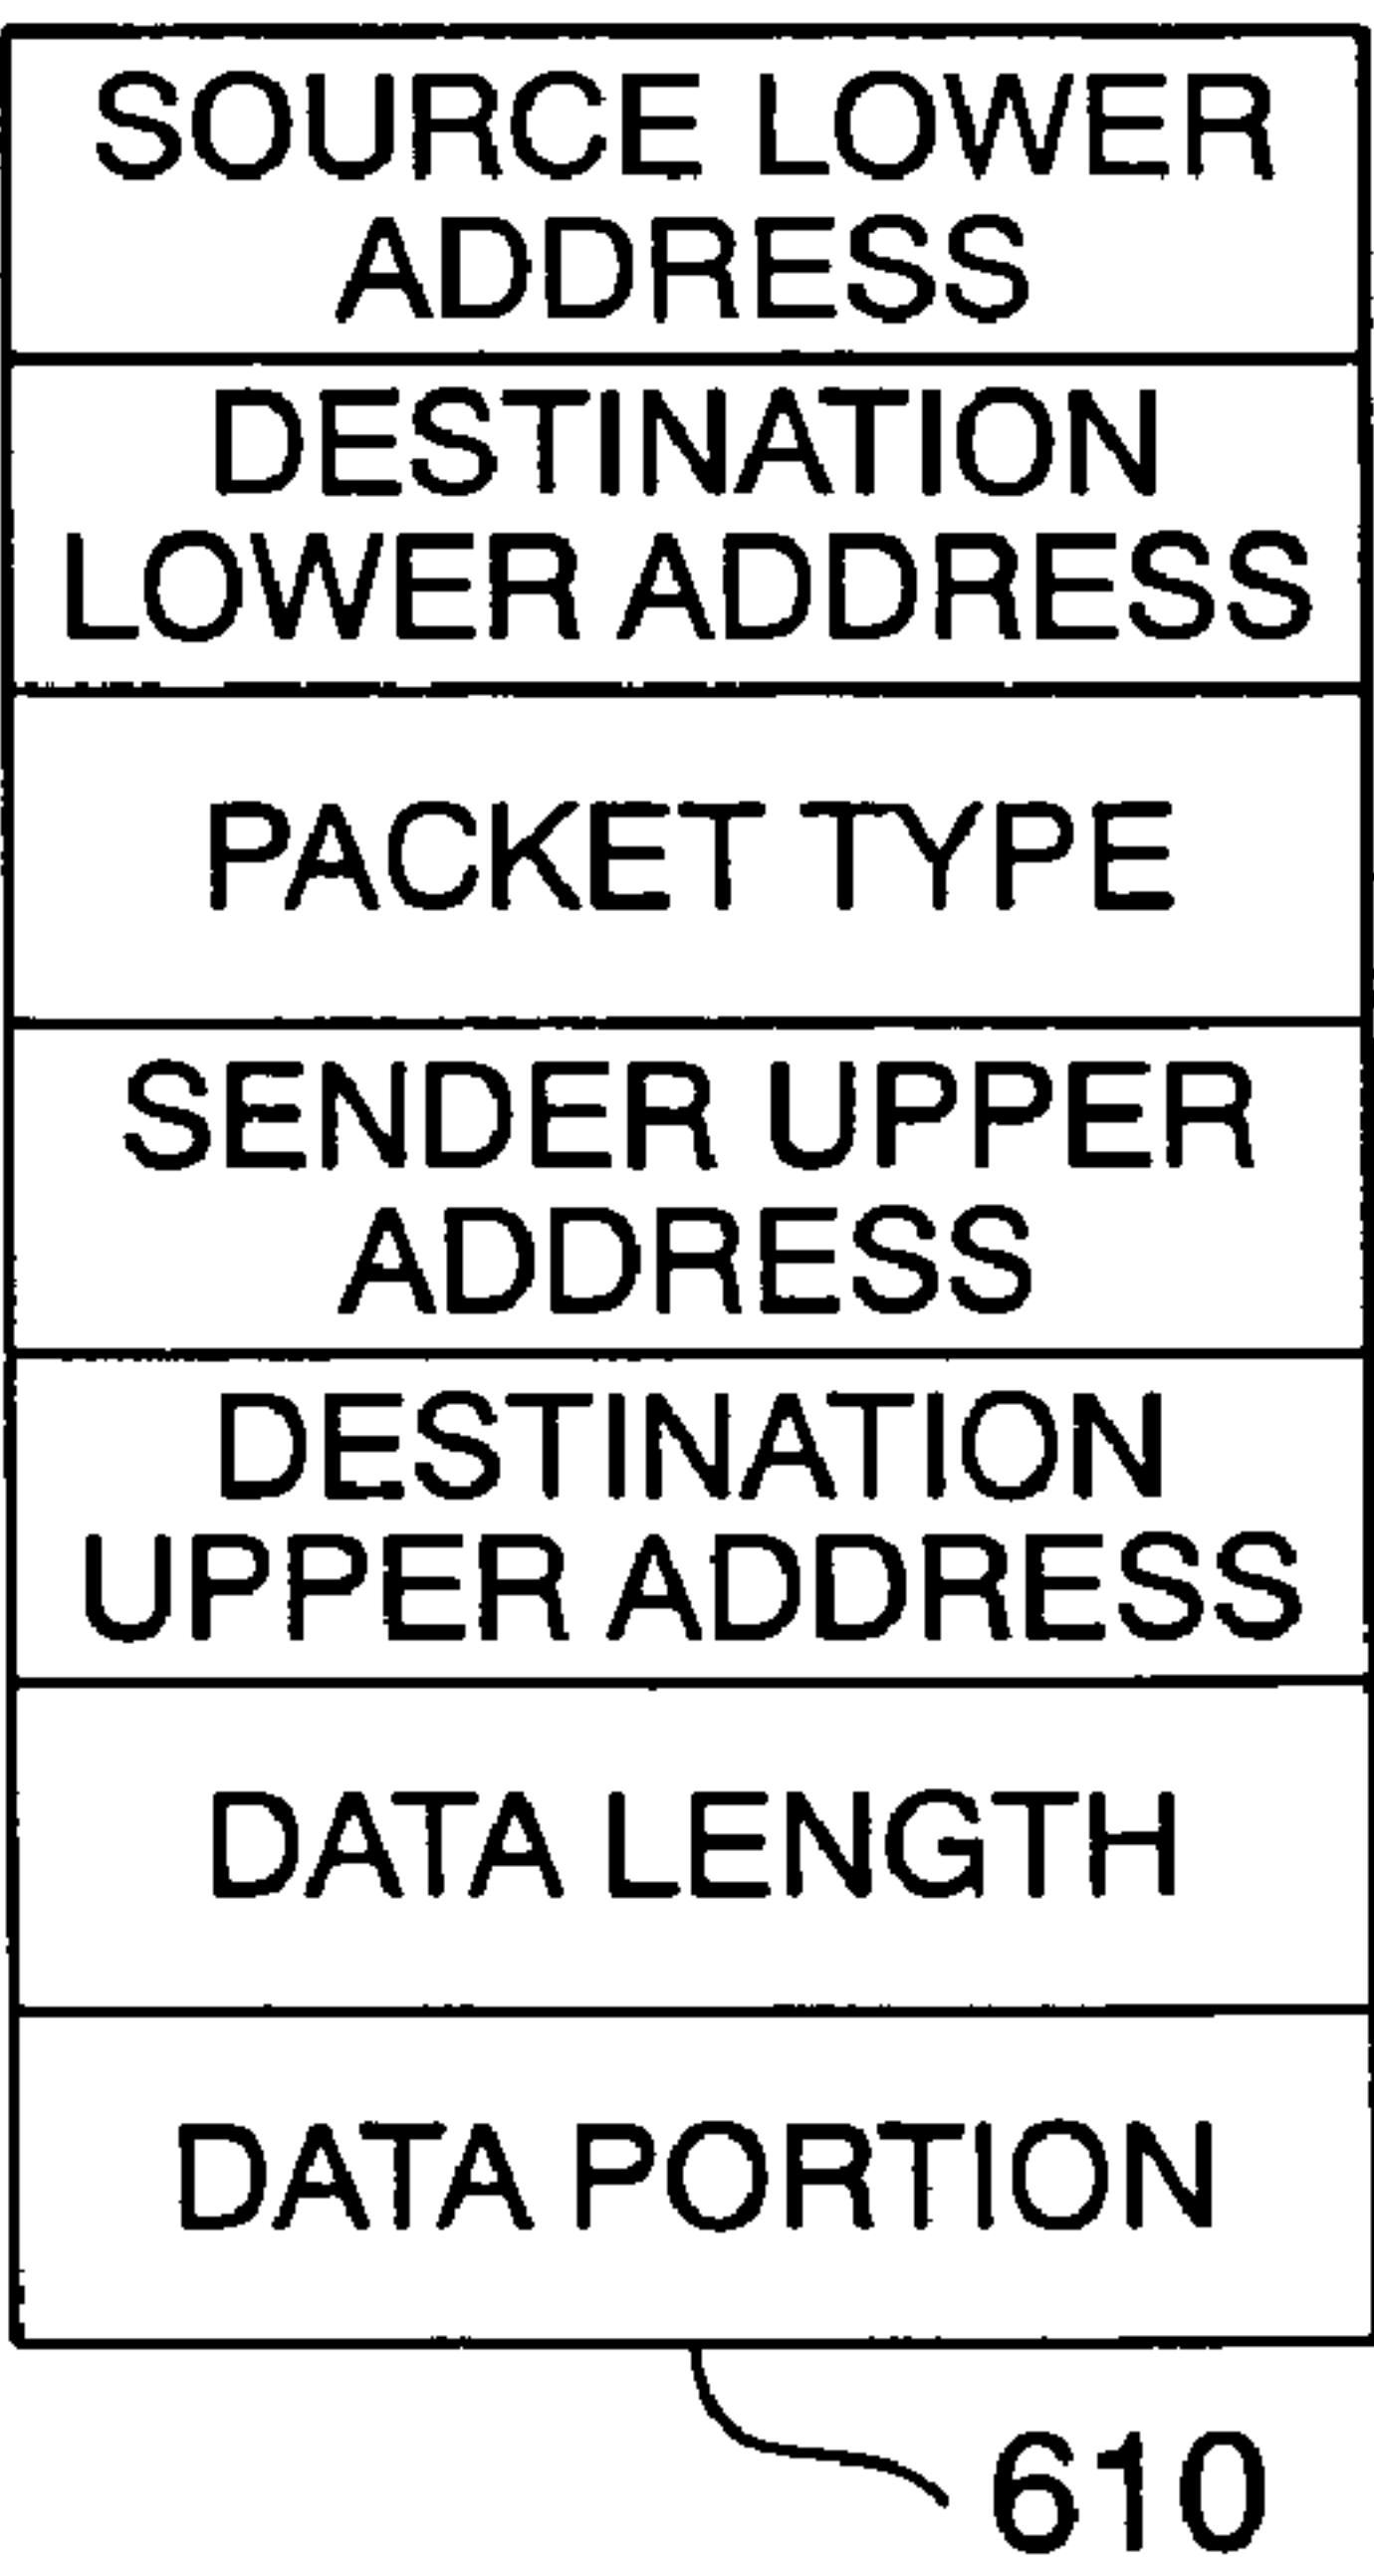 SOURCE LOWER
ADDRESS
DESTINATION
LOWER ADDRESS
PACKET TYPE
SENDER UPPER
ADDRESS
DESTINATION
UPPER ADDRESS
DATA LENGTH
DATA PORTION
610